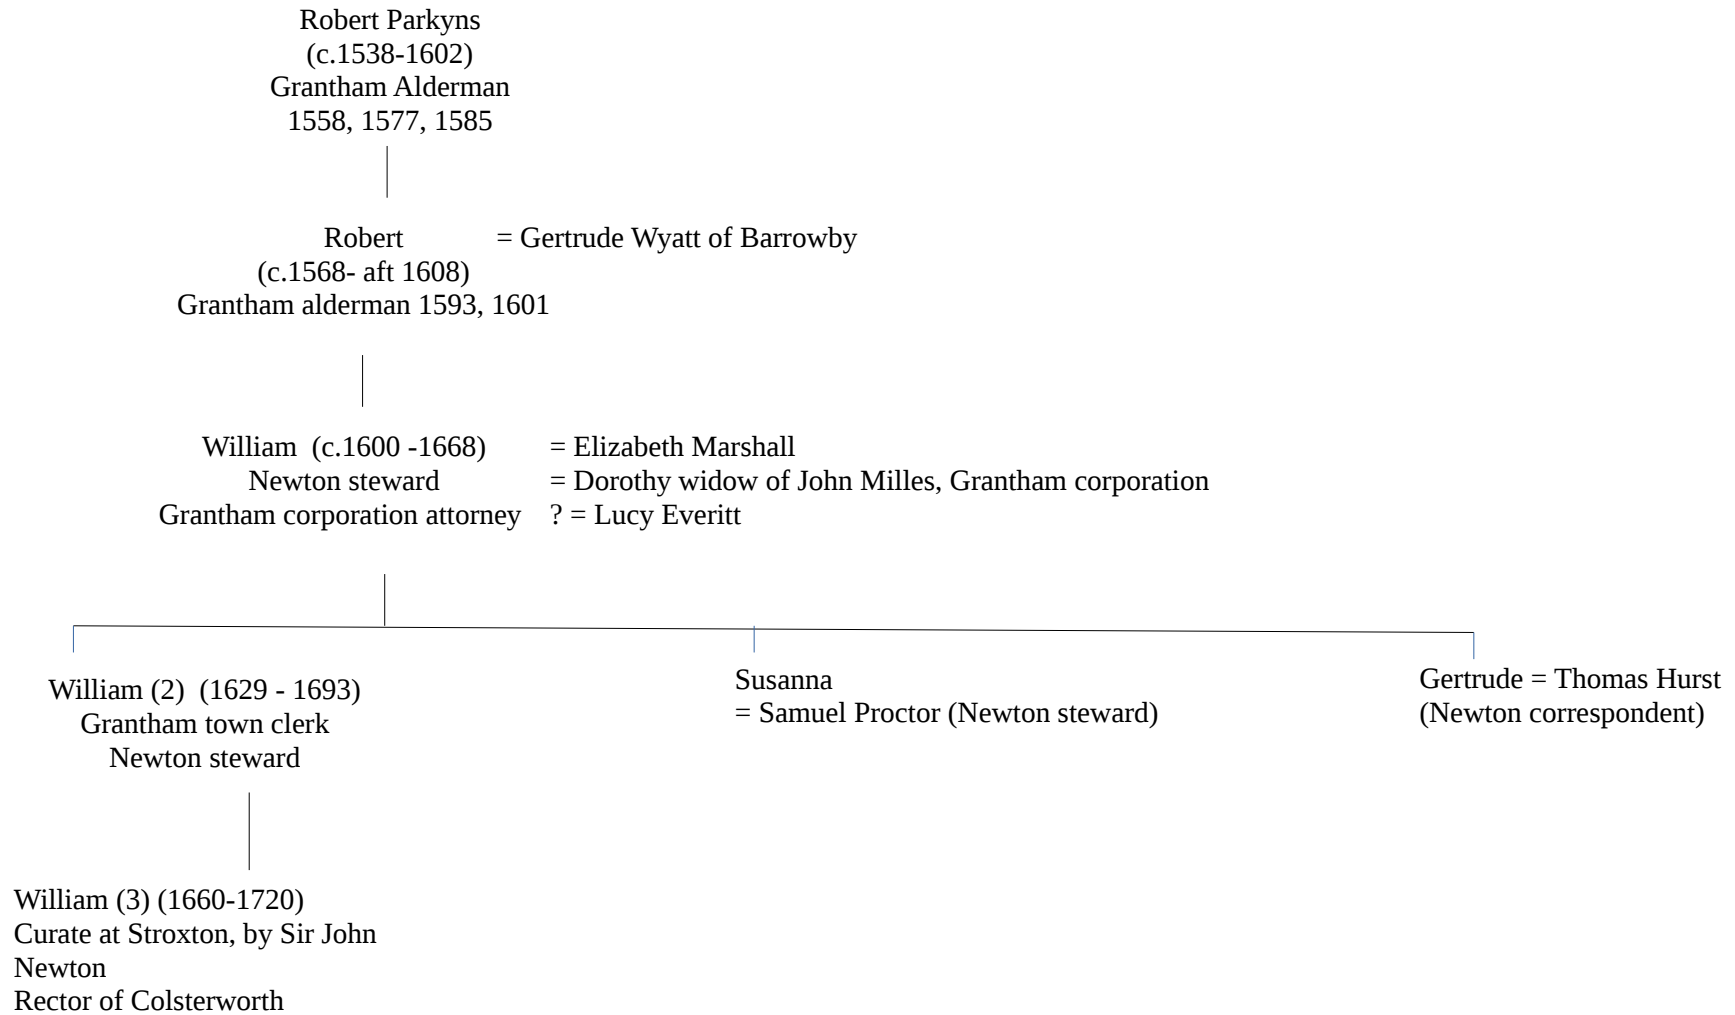 Robert Parkyns
(c.1538-1602)
Grantham Alderman
1558, 1577, 1585
Robert = Gertrude Wyatt of Barrowby
(c.1568- aft 1608)
Grantham alderman 1593, 1601
William (c.1600 -1668) = Elizabeth Marshall
Newton steward = Dorothy widow of John Milles, Grantham corporation
Grantham corporation attorney ? = Lucy Everitt
William (2) (1629 - 1693)
Grantham town clerk
Newton steward
Susanna
= Samuel Proctor (Newton steward)
Gertrude = Thomas Hurst
(Newton correspondent)
William (3) (1660-1720)
Curate at Stroxton, by Sir John
Newton
Rector of Colsterworth